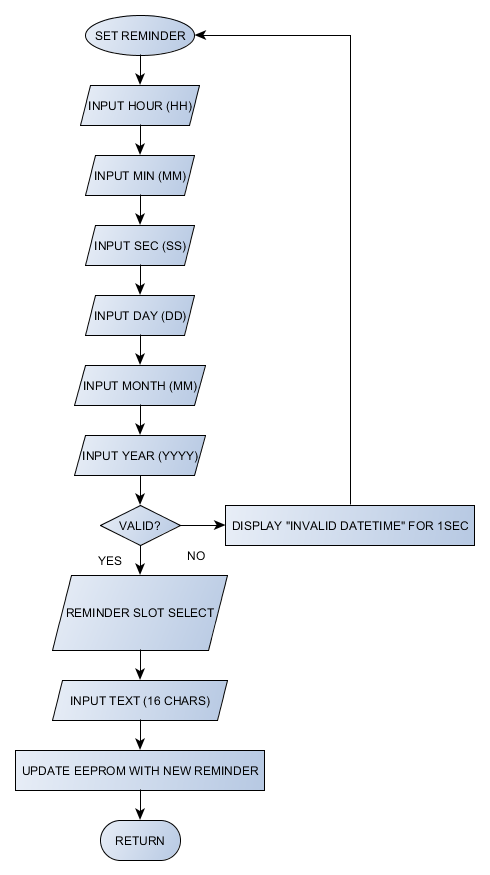 SET REMINDER
INPUT HOUR (HH)
INPUT MIN (MM)
INPUT SEC (SS)
INPUT DAY (DD)
INPUT MONTH (MM)
INPUT YEAR (YYYY)
VALID?
DISPLAY "INVALID DATETIME" FOR 1SEC
YES
NO
REMINDER SLOT SELECT
INPUT TEXT (16 CHARS)
UPDATE EEPROM WITH NEW REMINDER
RETURN